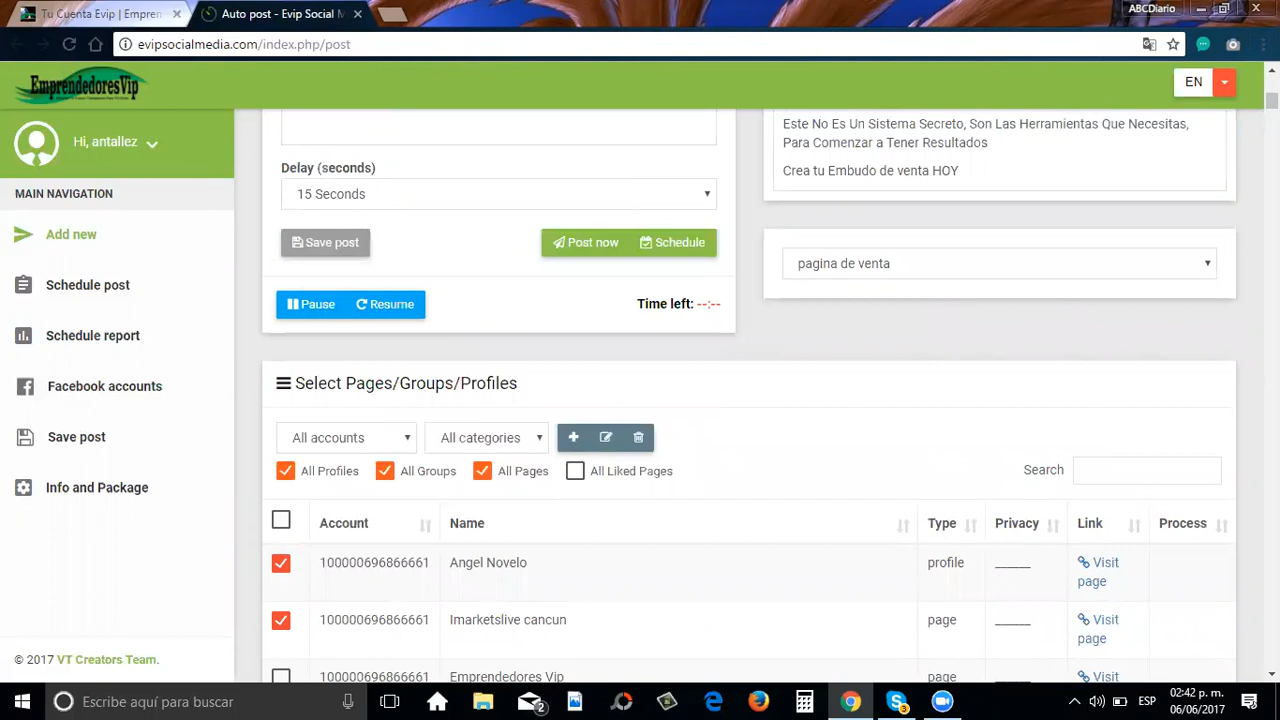 Tu Cuenta Evip | Empren
Auto post - Evip Social M
ABCDiario
evipsocialmedia.com/index.php/post
EmprendedoresVip
EN
Hi, antallez
MAIN NAVIGATION
Add new
Schedule post
Schedule report
Facebook accounts
Save post
Info and Package
© 2017 VT Creators Team.
Delay (seconds)
15 Seconds
Save post
Post now
Schedule
Pause
Resume
Time left: --:--
Este No Es Un Sistema Secreto, Son Las Herramientas Que Necesitas,
Para Comenzar a Tener Resultados
Crea tu Embudo de venta HOY
pagina de venta
Select Pages/Groups/Profiles
All accounts
All categories
All Profiles
All Groups
All Pages
All Liked Pages
Search
Account Name Type Privacy Link Process
100000696866661 Angel Novelo profile ______ Visit
page
100000696866661 Imarketslive cancun page ______ Visit
page
100000696866661 Emprendedores Vip page ______ Visit
Escribe aquí para buscar
2
3
ESP
02:42 p. m.
06/06/2017